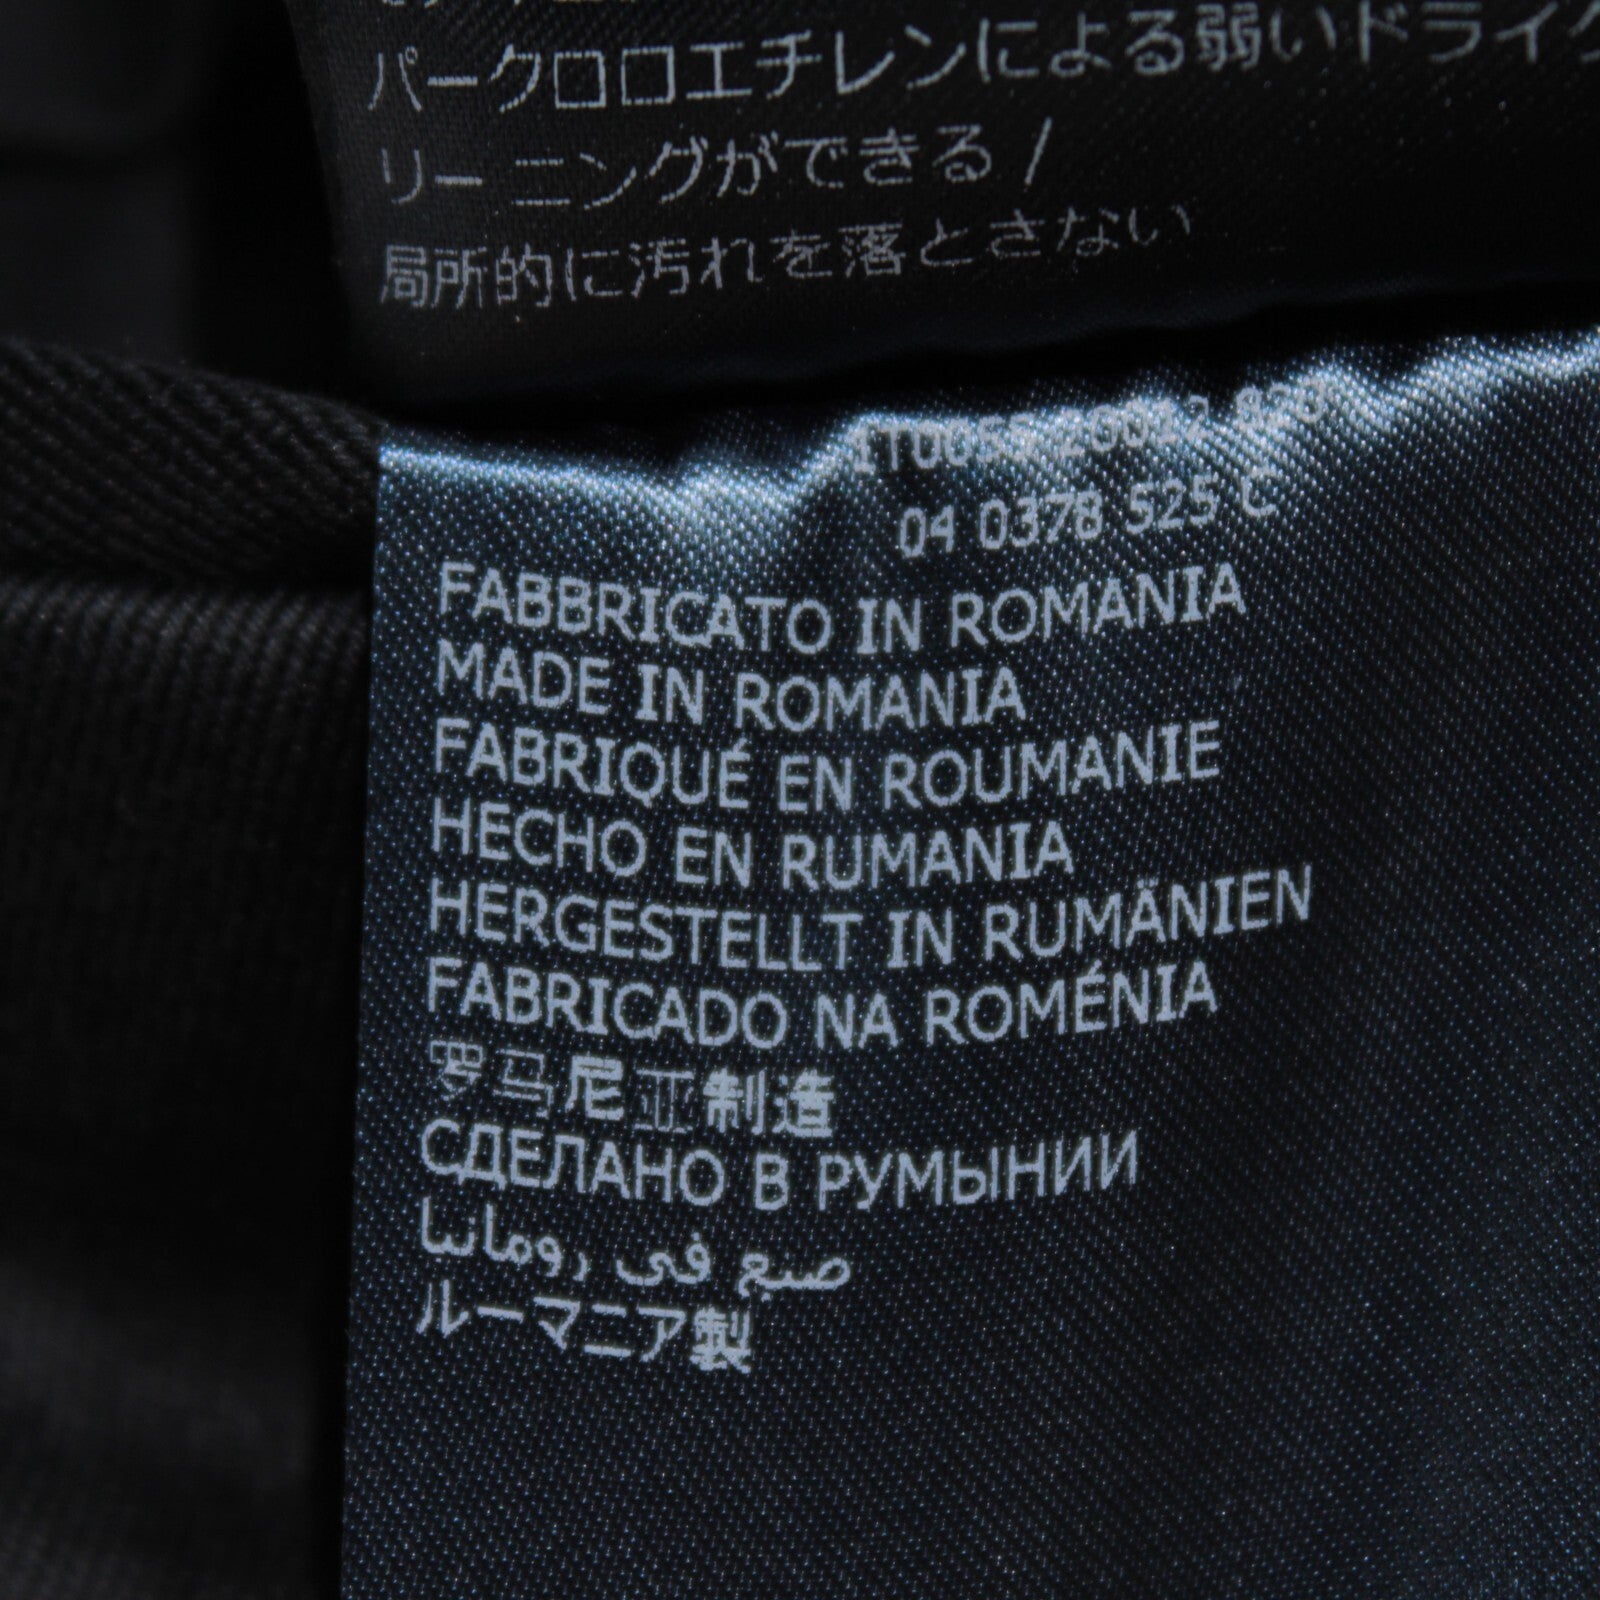 パークロロエチレンによる弱いドライク
リーニングができる /
局所的に汚れを落とさない
04 0378 525 C
FABBRICATO IN ROMANIA
MADE IN ROMANIA
FABRIQUÉ EN ROUMANIE
HECHO EN RUMANIA
HERGESTELLT IN RUMÄNIEN
FABRICADO NA ROMÉNIA
罗马尼亚制造
СДЕЛАНО В РУМЫНИИ
صنع في رومانيا
ルーマニア製